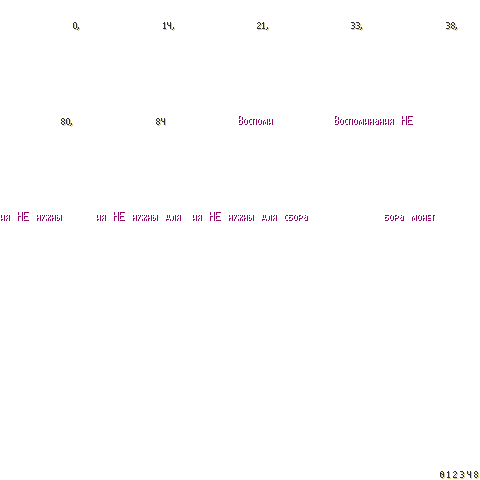 0, 14, 21, 33, 38,
80, 84 Воспоми Воспоминания НЕ
ия НЕ нужны ия НЕ нужны для ия НЕ нужны для сбора бора монет
012348